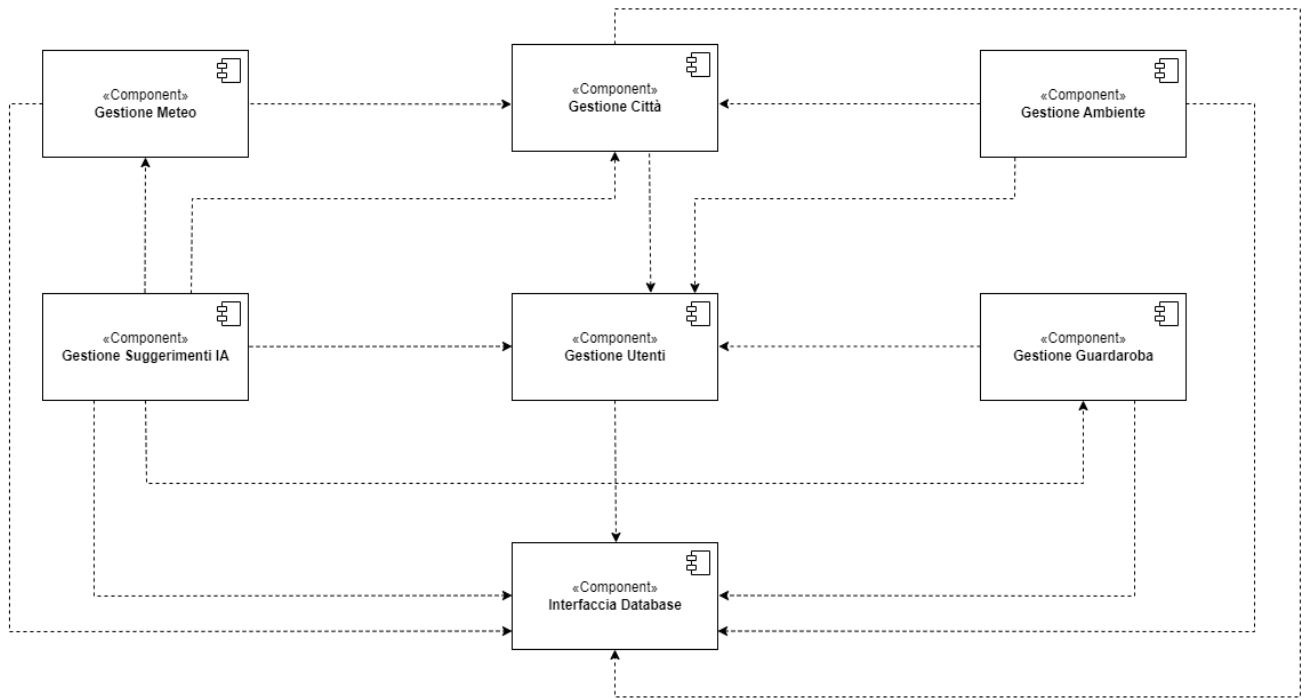 «Component»
Gestione Meteo
«Component»
Gestione Città
«Component»
Gestione Ambiente
«Component»
Gestione Suggerimenti IA
«Component»
Gestione Utenti
«Component»
Gestione Guardaroba
«Component»
Interfaccia Database